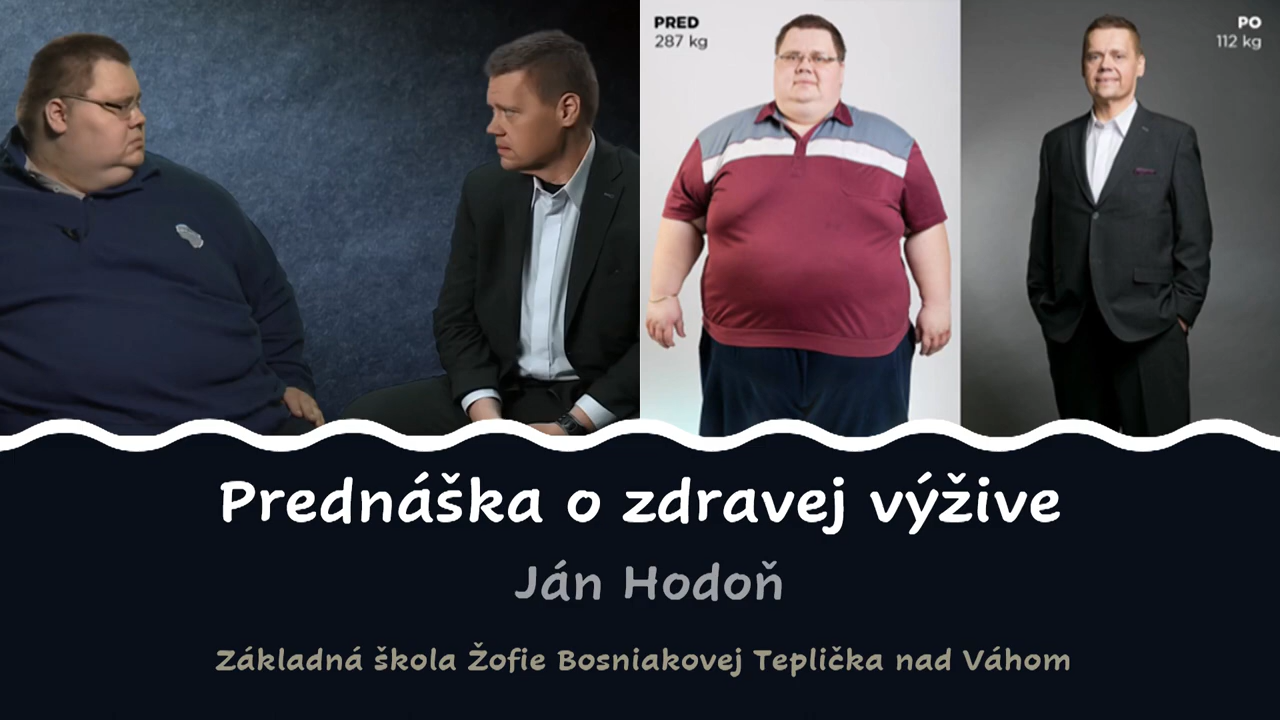 PRED
287 kg
PO
112 kg
Prednáška o zdravej výžive
Ján Hodoň
Základná škola Žofie Bosniakovej Teplička nad Váhom